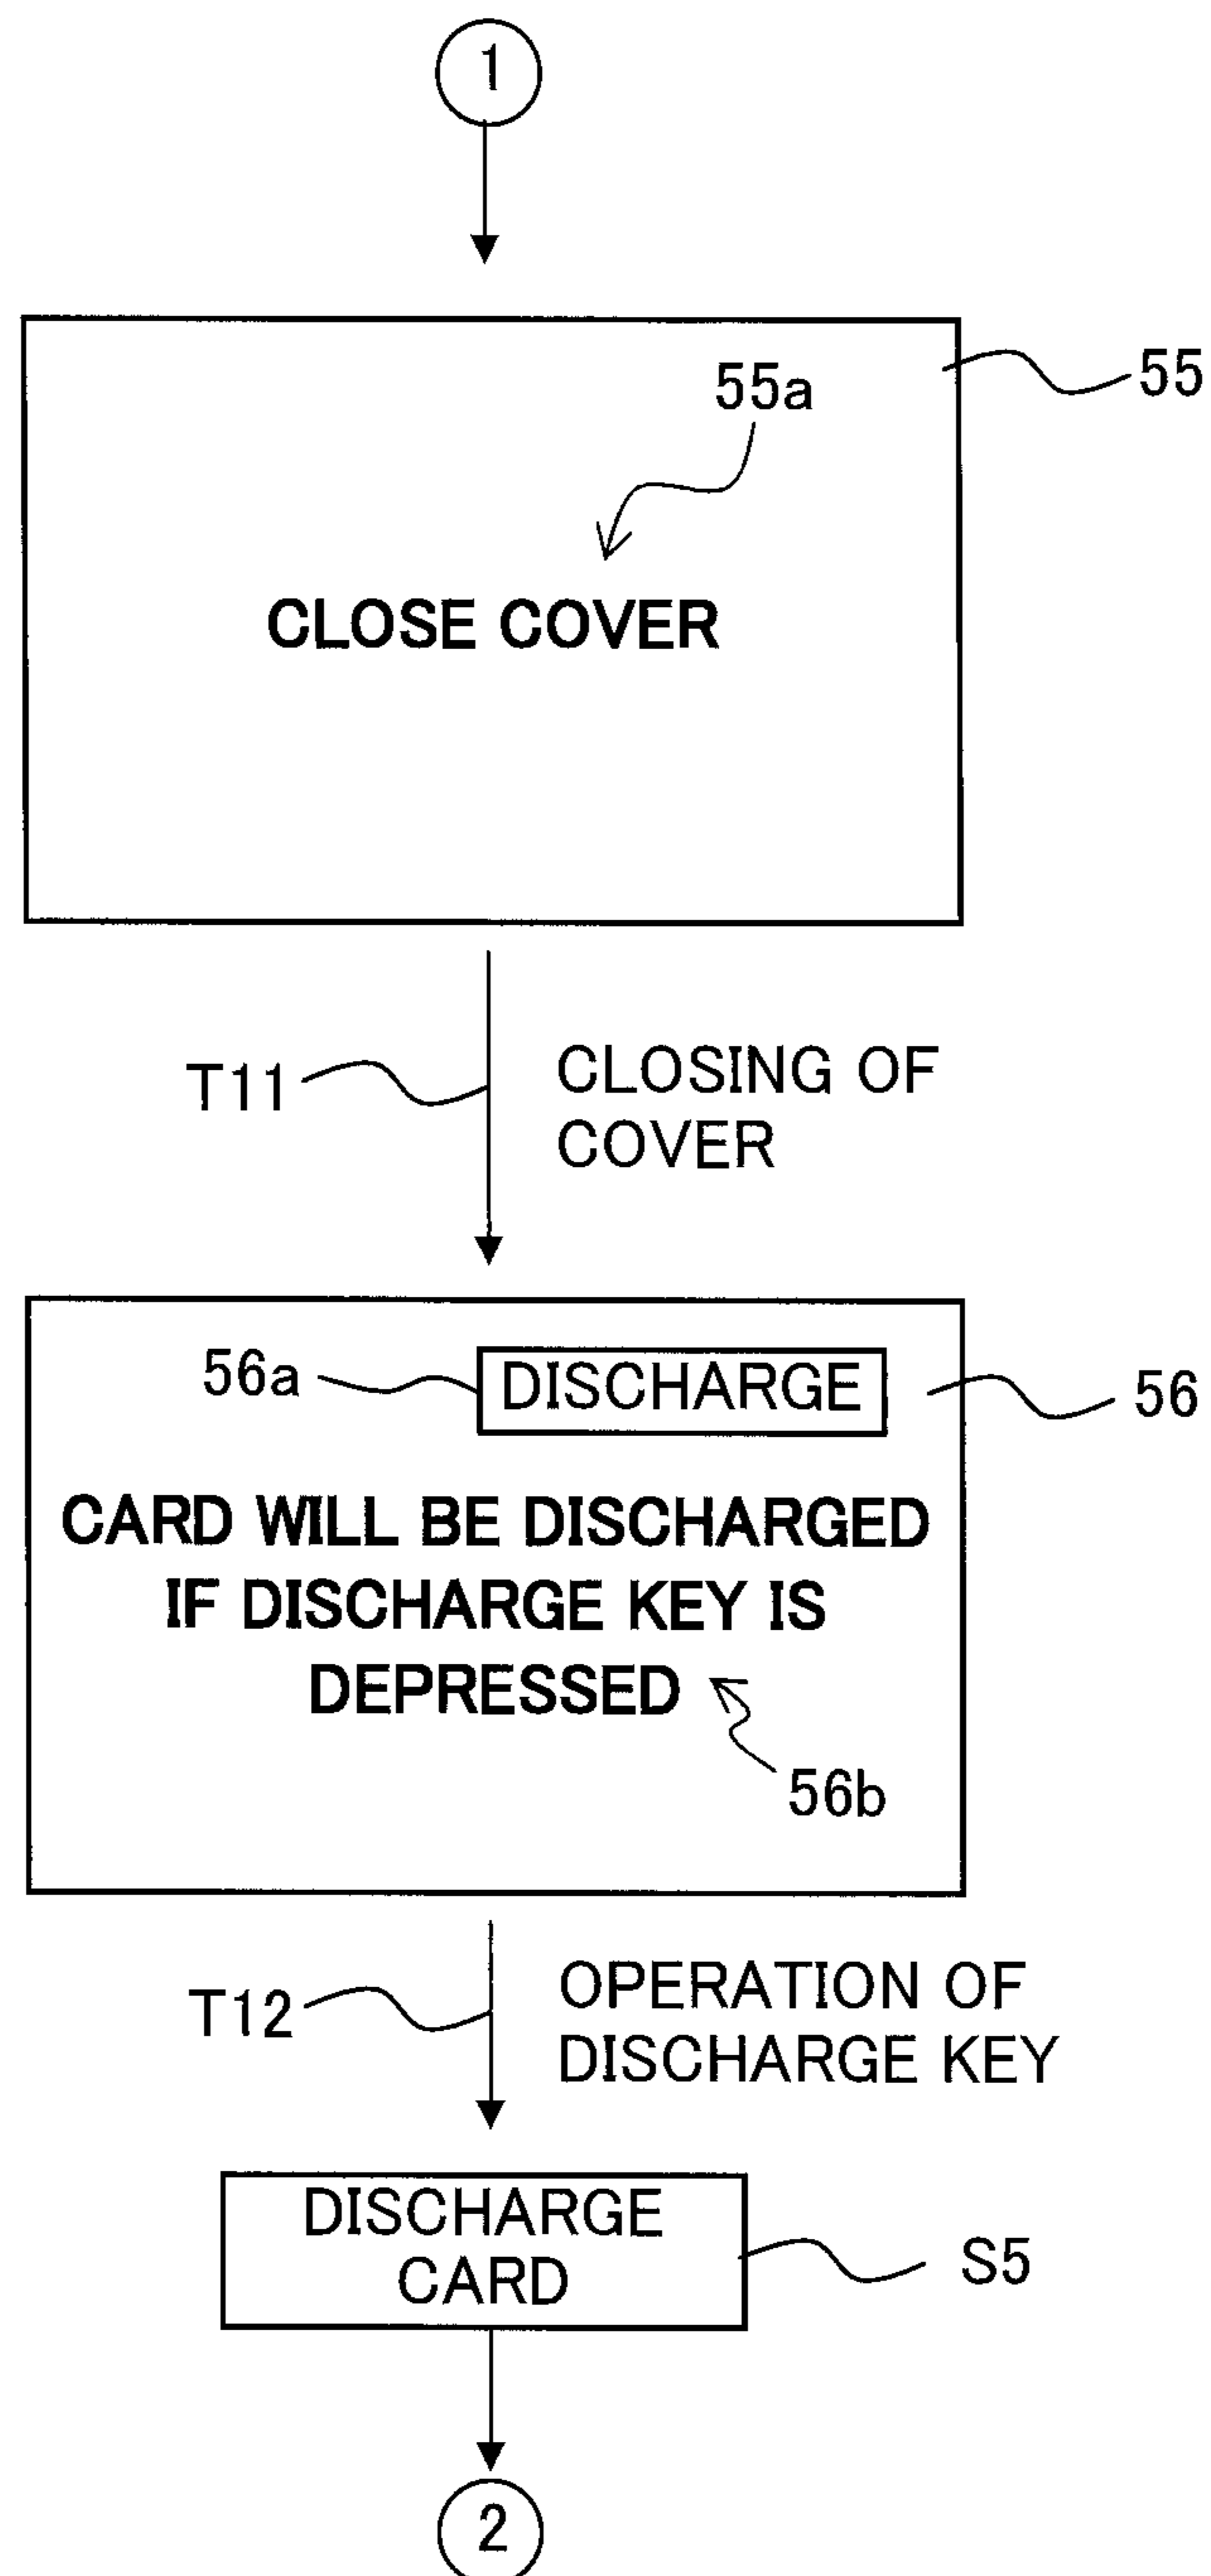 1
55
55a
CLOSE COVER
T11
CLOSING OF
COVER
56a
DISCHARGE
56
CARD WILL BE DISCHARGED
IF DISCHARGE KEY IS
DEPRESSED
56b
T12
OPERATION OF
DISCHARGE KEY
DISCHARGE
CARD
S5
2